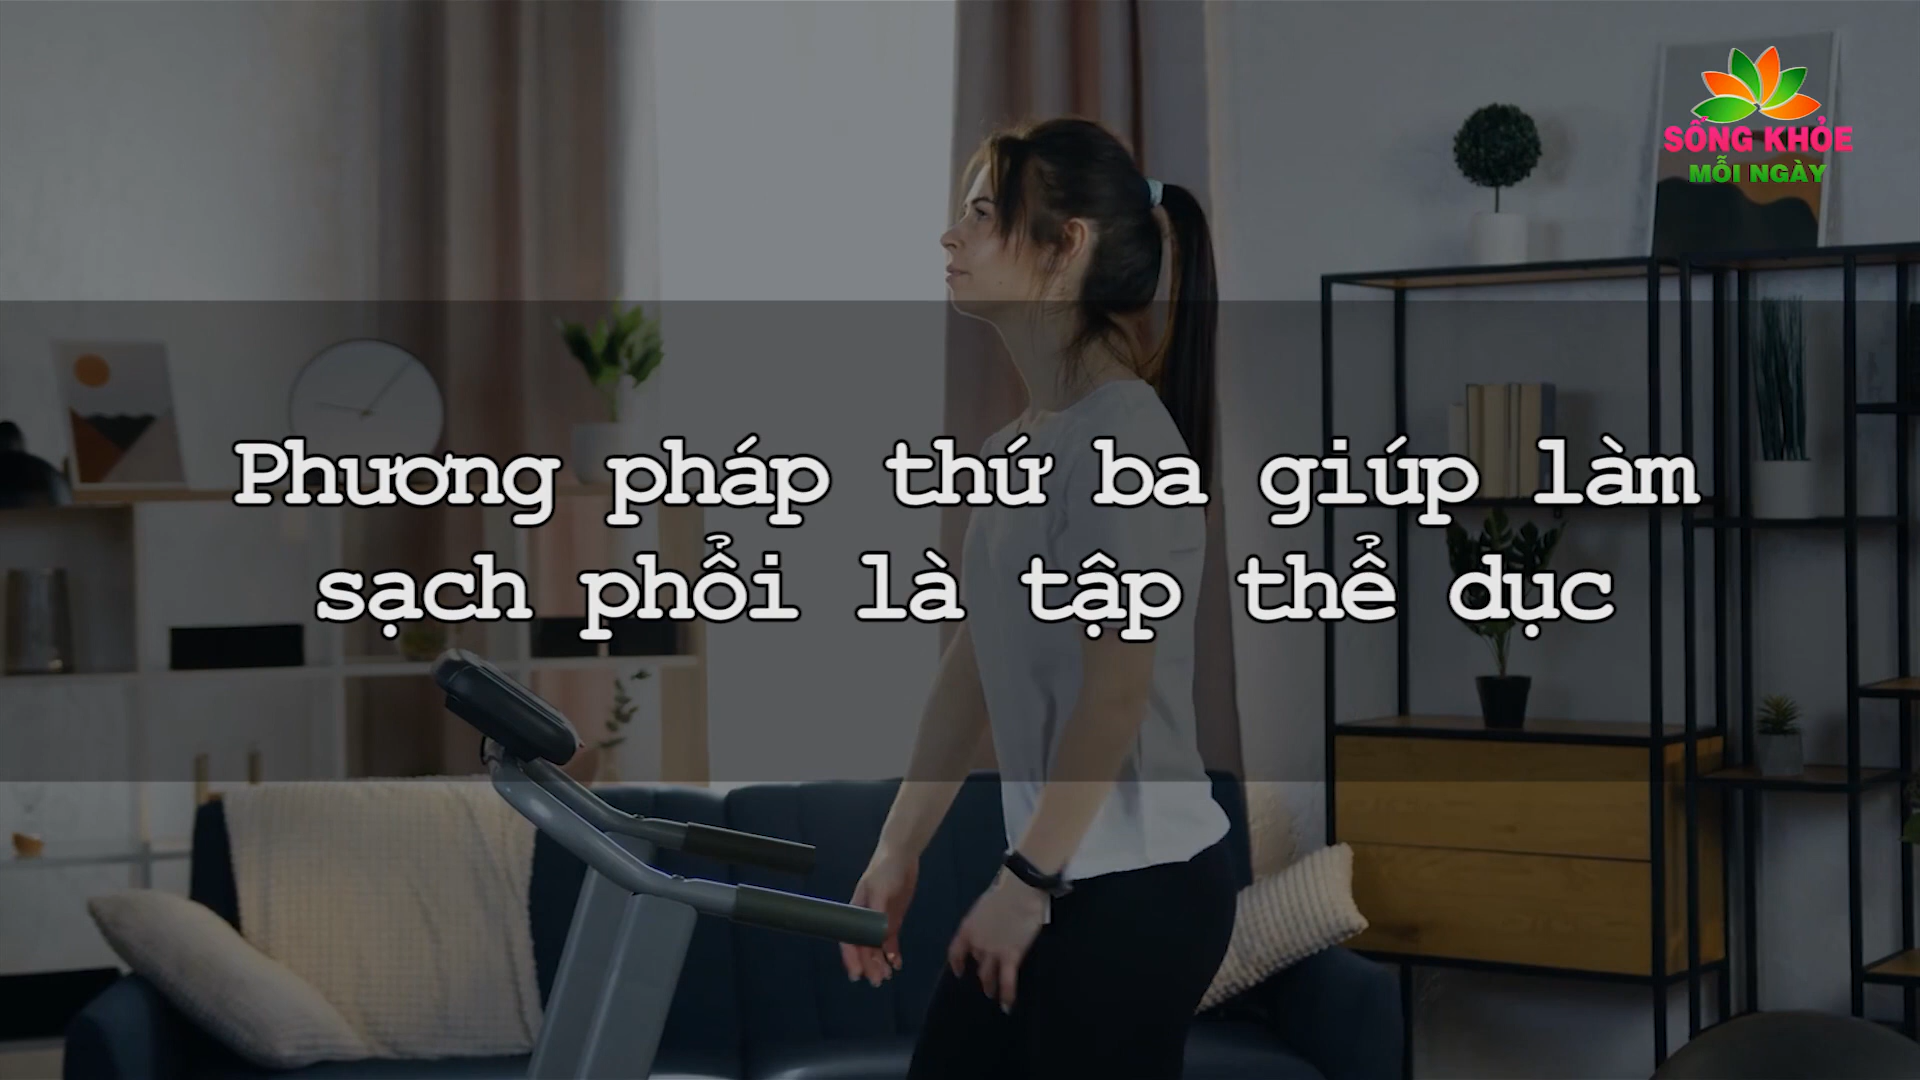 SỐNG KHỎE
MỖI NGÀY
Phương pháp thứ ba giúp làm
sạch phổi là tập thể dục